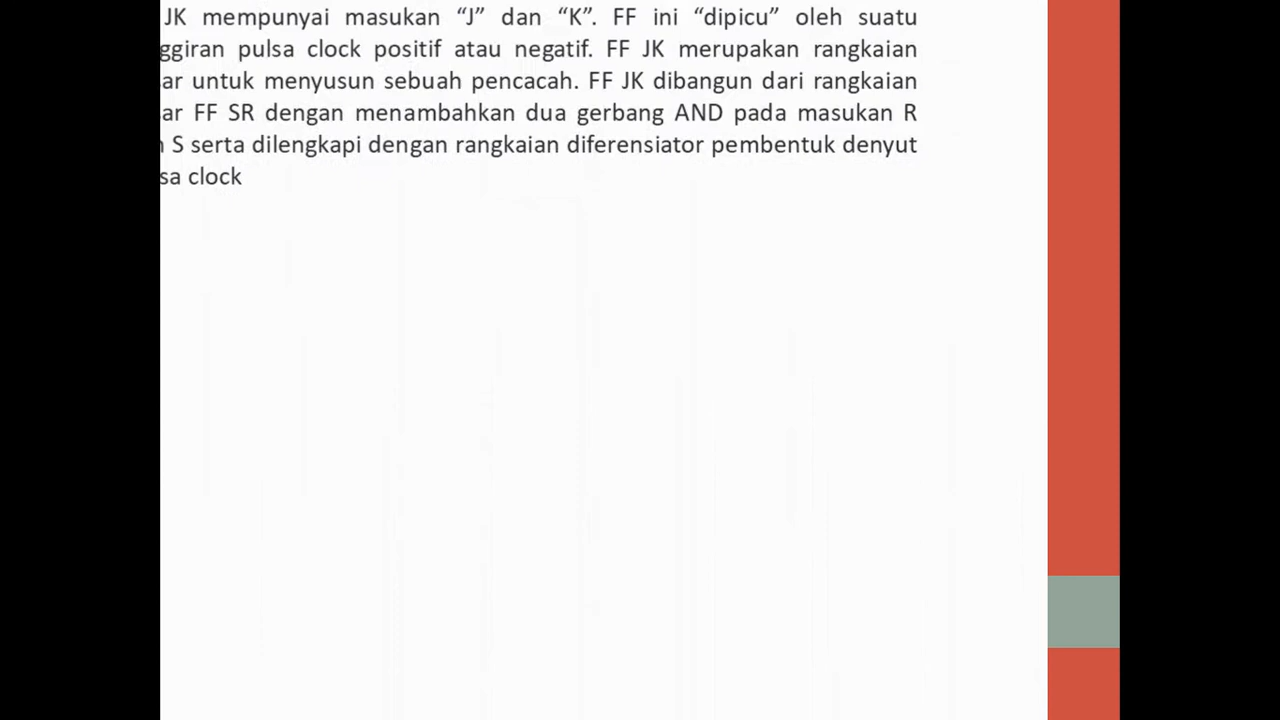 JK mempunyai masukan “J” dan “K”. FF ini “dipicu” oleh suatu
ggiran pulsa clock positif atau negatif. FF JK merupakan rangkaian
ar untuk menyusun sebuah pencacah. FF JK dibangun dari rangkaian
ar FF SR dengan menambahkan dua gerbang AND pada masukan R
S serta dilengkapi dengan rangkaian diferensiator pembentuk denyut
sa clock